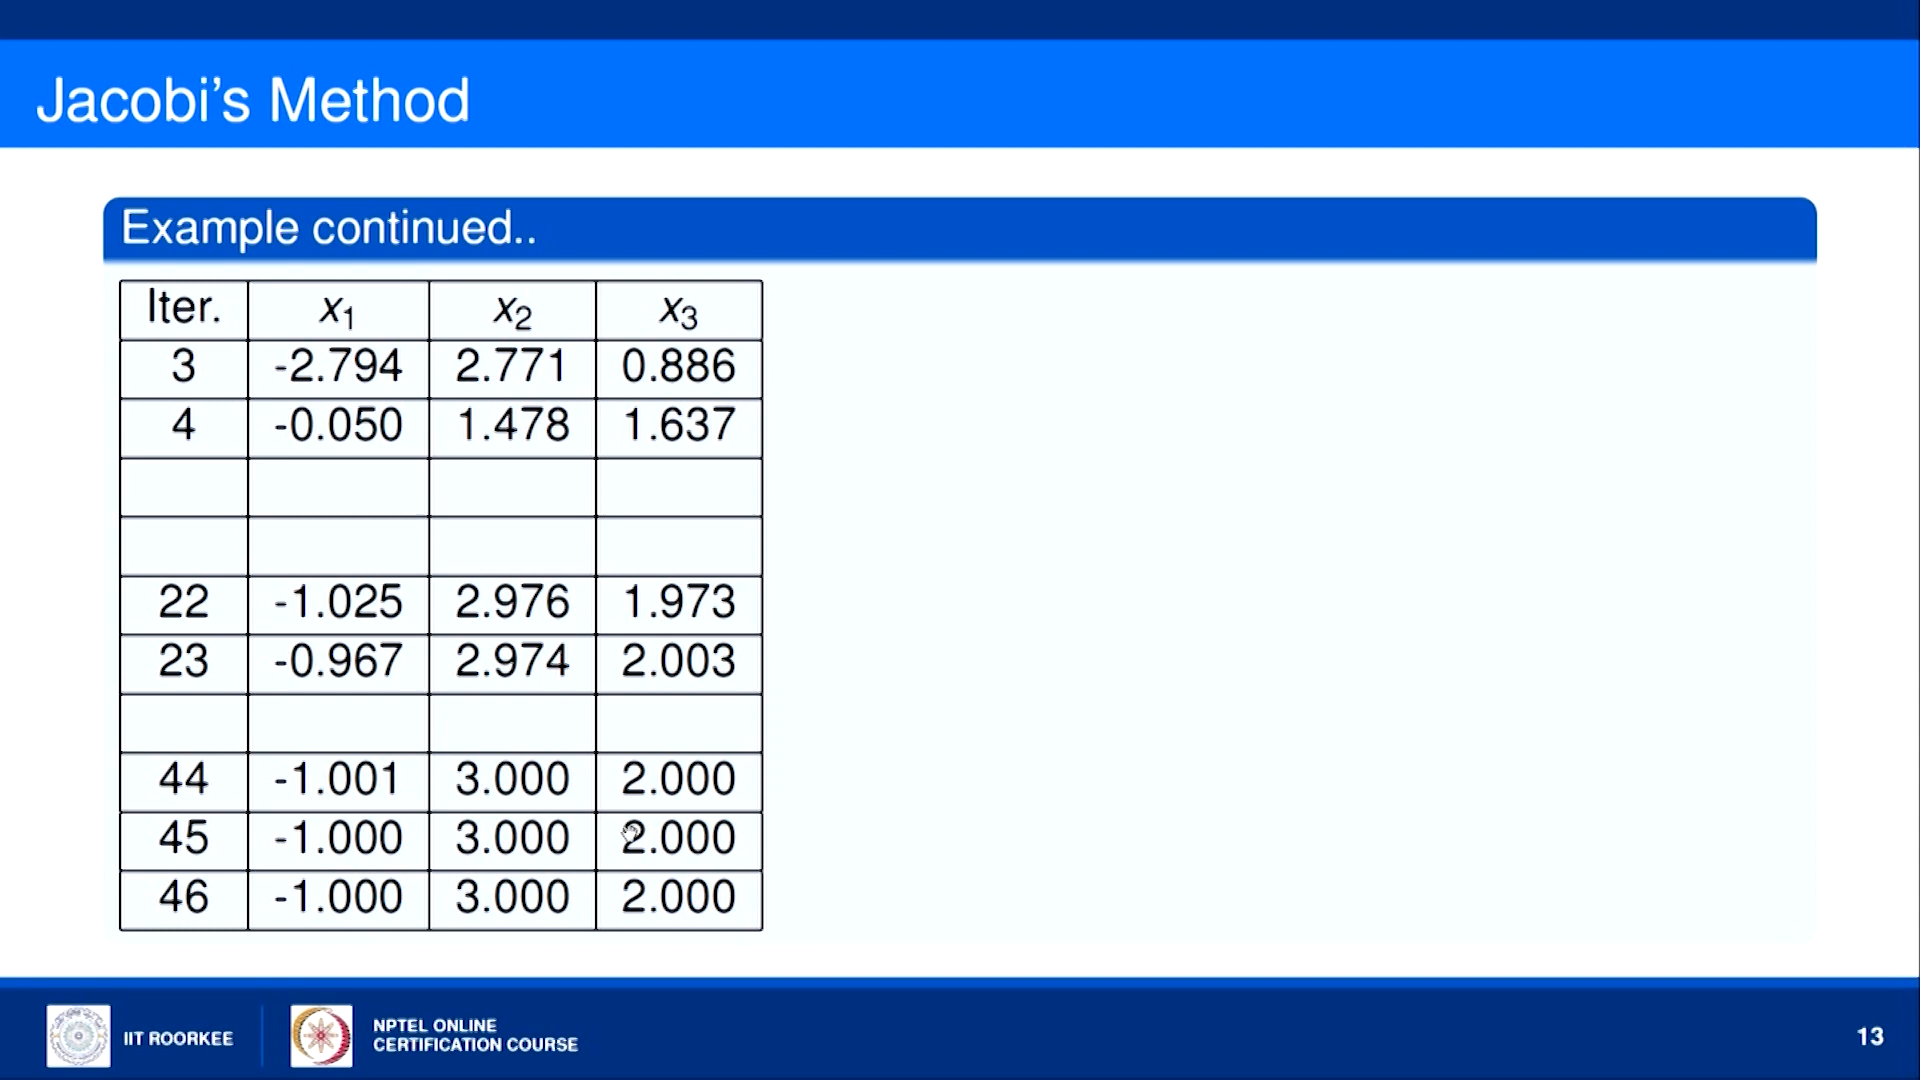 Jacobi's Method
Example continued..
Iter. x1 x2 x3
3 -2.794 2.771 0.886
4 -0.050 1.478 1.637
22 -1.025 2.976 1.973
23 -0.967 2.974 2.003
44 -1.001 3.000 2.000
45 -1.000 3.000 2.000
46 -1.000 3.000 2.000
IIT ROORKEE
NPTEL ONLINE
CERTIFICATION COURSE
13